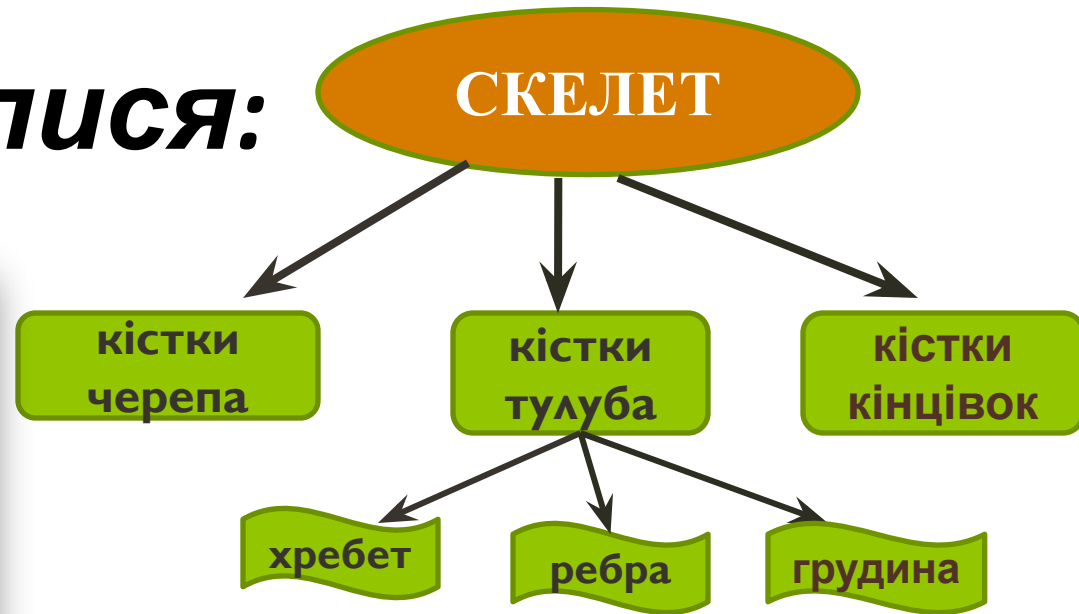 лися:
СКЕЛЕТ
кістки
черепа
кістки
тулуба
кістки
кінцівок
хребет
ребра
грудина